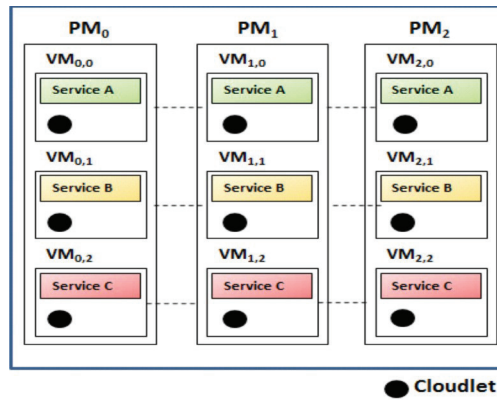 PM0 PM1 PM2
VM0,0 VM1,0 VM2,0
Service A Service A Service A
VM0,1 VM1,1 VM2,1
Service B Service B Service B
VM0,2 VM1,2 VM2,2
Service C Service C Service C
Cloudlet